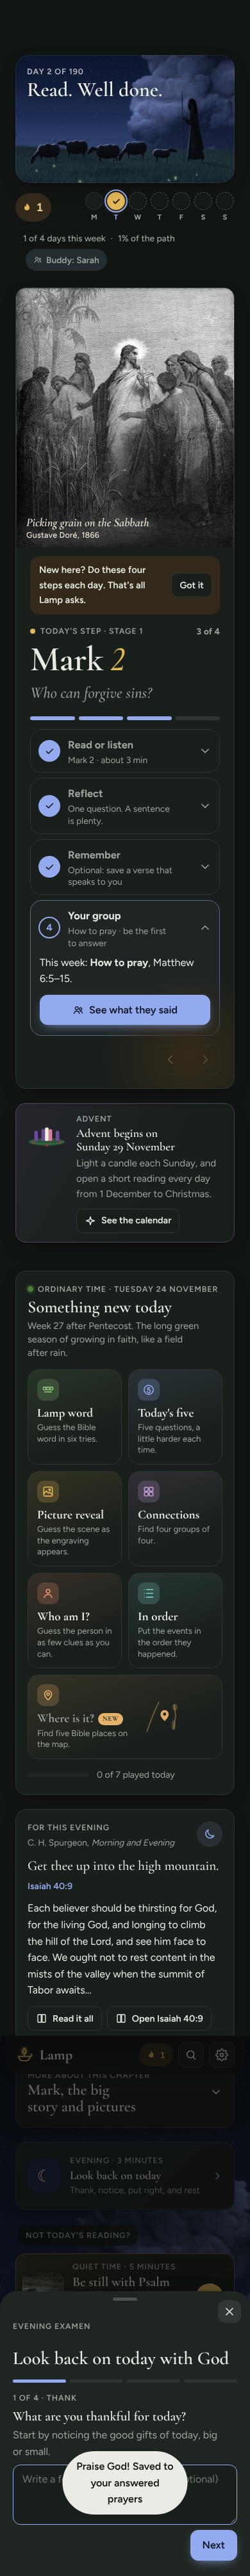 DAY 2 OF 190
Read. Well done.
1
M T W T F S S
1 of 4 days this week · 1% of the path
Buddy: Sarah
Picking grain on the Sabbath
Gustave Doré, 1866
New here? Do these four
steps each day. That's all
Lamp asks.
Got it
TODAY'S STEP · STAGE 1
3 of 4
Mark 2
Who can forgive sins?
Read or listen
Mark 2 · about 3 min
Reflect
One question. A sentence
is plenty.
Remember
Optional: save a verse that
speaks to you
4
Your group
How to pray · be the first
to answer
This week: How to pray, Matthew
6:5–15.
See what they said
ADVENT
Advent begins on
Sunday 29 November
Light a candle each Sunday, and
open a short reading every day
from 1 December to Christmas.
See the calendar
ORDINARY TIME · TUESDAY 24 NOVEMBER
Something new today
Week 27 after Pentecost. The long green
season of growing in faith, like a field
after rain.
Lamp word
Guess the Bible
word in six tries.
Today's five
Five questions, a
little harder each
time.
Picture reveal
Guess the scene as
the engraving
appears.
Connections
Find four groups of
four.
Who am I?
Guess the person in
as few clues as you
can.
In order
Put the events in
the order they
happened.
Where is it? NEW
Find five Bible places on
the map.
0 of 7 played today
FOR THIS EVENING
C. H. Spurgeon, Morning and Evening
Get thee up into the high mountain.
Isaiah 40:9
Each believer should be thirsting for God,
for the living God, and longing to climb
the hill of the Lord, and see him face to
face. We ought not to rest content in the
mists of the valley when the summit of
Tabor awaits…
Read it all
Open Isaiah 40:9
Lamp
1
MORE ABOUT THIS CHAPTER
Mark, the big
story and pictures
EVENING · 3 MINUTES
Look back on today
Thank, notice, put right, and rest
NOT TODAY'S READING?
QUIET TIME · 5 MINUTES
Be still with Psalm
EVENING EXAMEN
Look back on today with God
1 OF 4 · THANK
What are you thankful for today?
Start by noticing the good gifts of today, big
or small.
Write a
Praise God! Saved to
your answered
prayers
Next